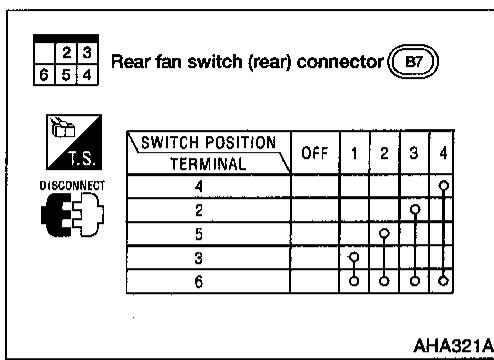 2 3
6 5 4
Rear fan switch (rear) connector B7
T.S.
DISCONNECT
SWITCH POSITION
TERMINAL
OFF 1 2 3 4
4
2
5
3
6
AHA321A